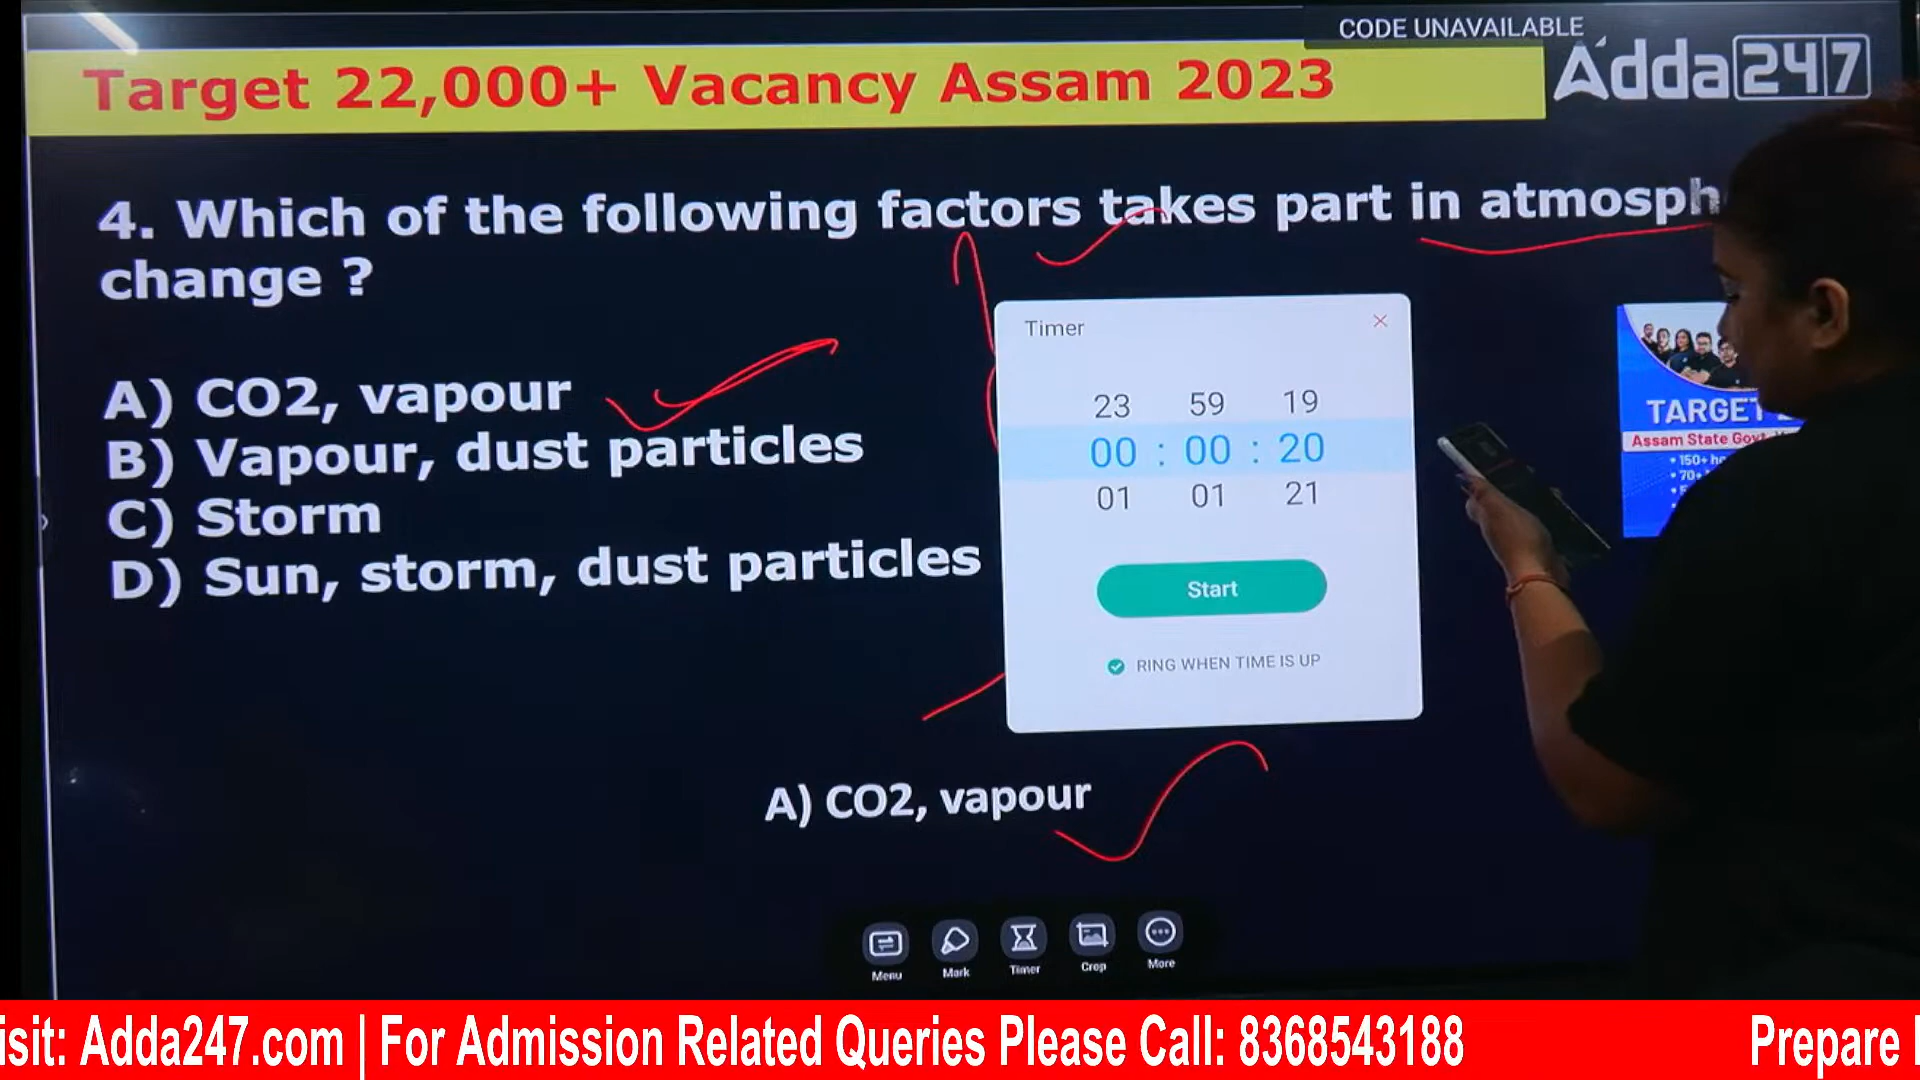 CODE UNAVAILABLE
Target 22,000+ Vacancy Assam 2023
Adda247
4. Which of the following factors takes part in
change ?
A) CO2, vapour
B) Vapour, dust particles
C) Storm
D) Sun, storm, dust particles
Timer
23 59 19
00 : 00 : 20
01 01 21
Start
RING WHEN TIME IS UP
TARGET
Assam State Govt.
• 150+
• 70+
A) CO2, vapour
Menu Mark Timer Crop More
Adda247.com | For Admission Related Queries Please Call: 8368543188
Prepare